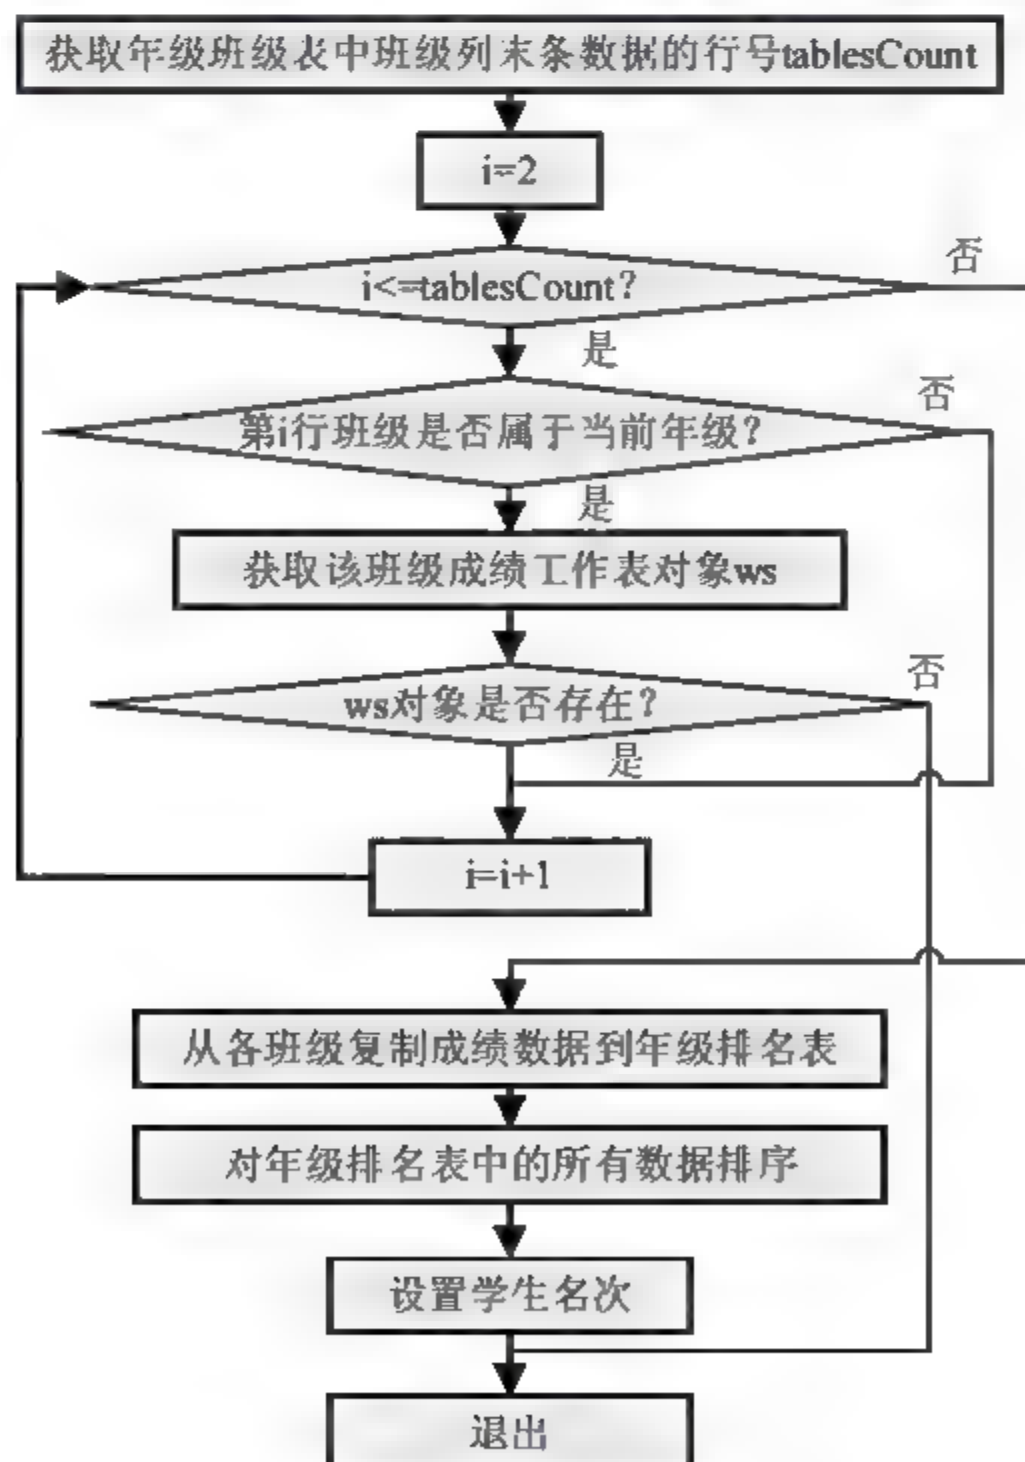 获取年级班级表中班级列末条数据的行号tablesCount
i=2
i<=tablesCount?
否
是
第i行班级是否属于当前年级?
否
是
获取该班级成绩工作表对象ws
ws对象是否存在?
否
是
i=i+1
从各班级复制成绩数据到年级排名表
对年级排名表中的所有数据排序
设置学生名次
退出